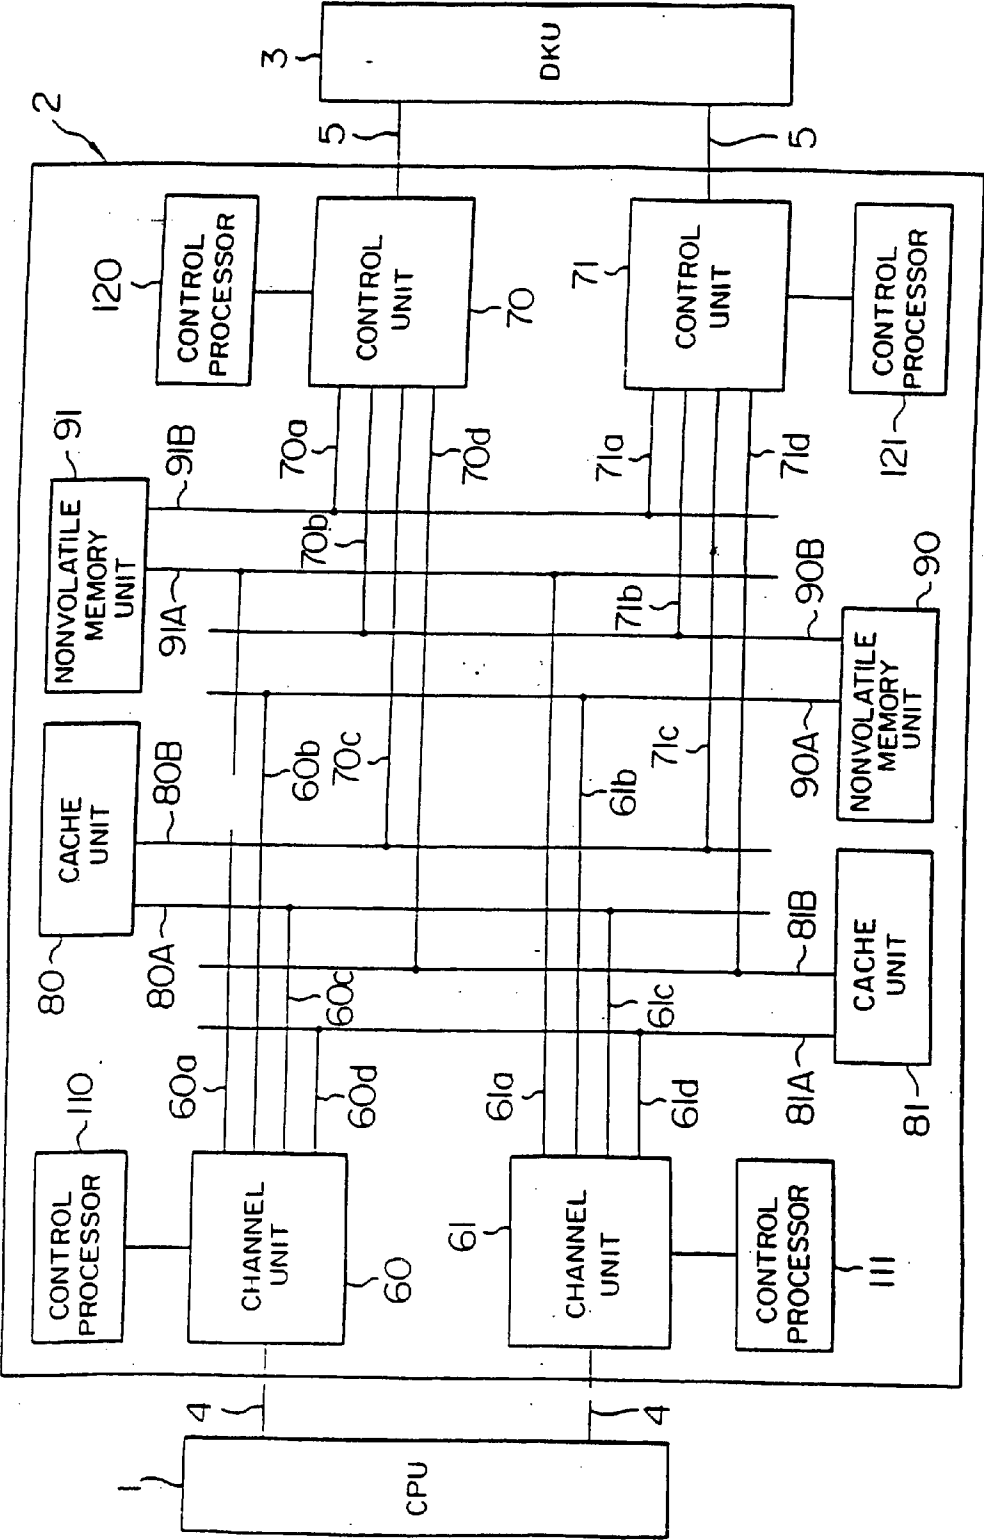 3
DKU
2
5
5
120
CONTROL
PROCESSOR
CONTROL
UNIT
70
71
CONTROL
UNIT
CONTROL
PROCESSOR
121
91
NONVOLATILE
MEMORY
UNIT
91B
91A
70a
70b
70d
71a
71b
71d
90B
90
NONVOLATILE
MEMORY
UNIT
90A
80
CACHE
UNIT
80B
80A
60b
70c
61b
71c
60c
61c
81B
CACHE
UNIT
81
81A
110
CONTROL
PROCESSOR
60a
60d
61a
61d
CHANNEL
UNIT
60
61
CHANNEL
UNIT
CONTROL
PROCESSOR
111
4
4
1
CPU